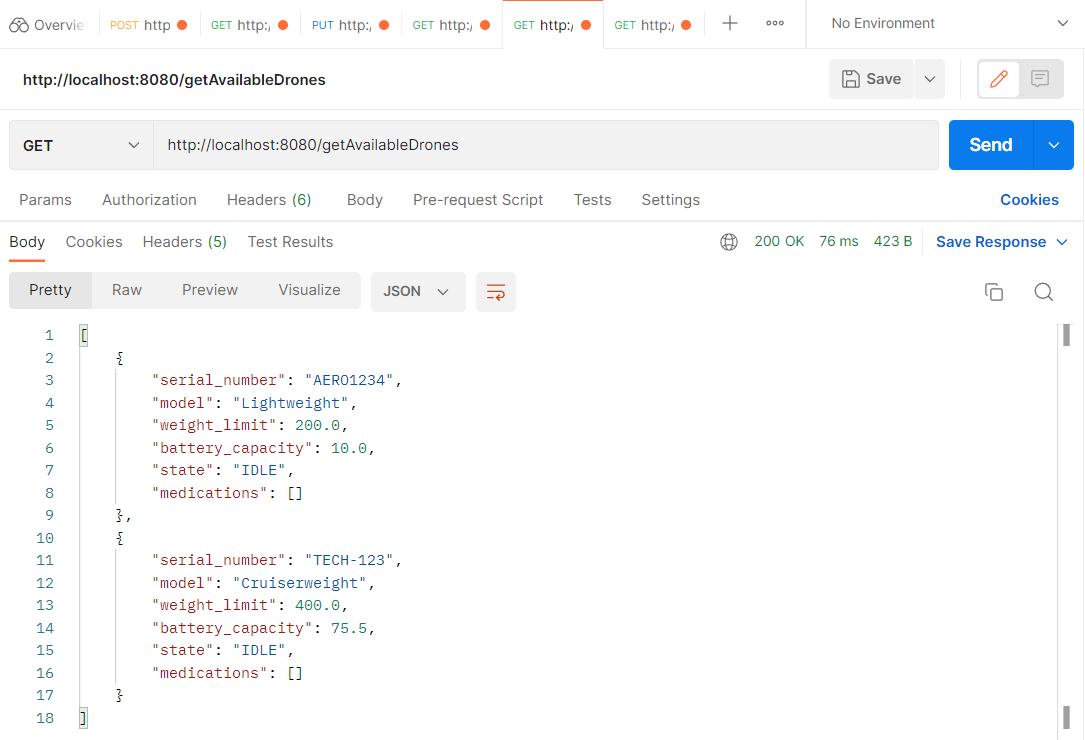 Overvie POST http GET http:/ PUT http:/ GET http:/ GET http:/ GET http:/ No Environment
http://localhost:8080/getAvailableDrones Save
GET http://localhost:8080/getAvailableDrones Send
Params Authorization Headers (6) Body Pre-request Script Tests Settings Cookies
Body Cookies Headers (5) Test Results 200 OK 76 ms 423 B Save Response
Pretty Raw Preview Visualize JSON
1 [
2 {
3 "serial_number": "AERO1234",
4 "model": "Lightweight",
5 "weight_limit": 200.0,
6 "battery_capacity": 10.0,
7 "state": "IDLE",
8 "medications": []
9 },
10 {
11 "serial_number": "TECH-123",
12 "model": "Cruiserweight",
13 "weight_limit": 400.0,
14 "battery_capacity": 75.5,
15 "state": "IDLE",
16 "medications": []
17 }
18 ]